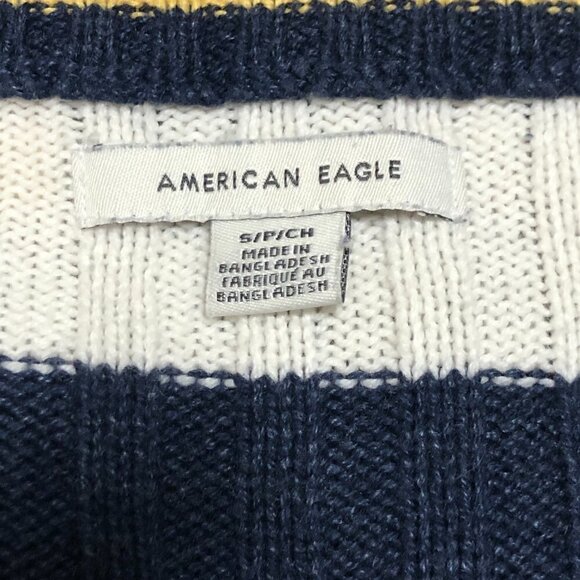 AMERICAN EAGLE
S/P/CH
MADE IN
BANGLADESH
FABRIQUÉ AU
BANGLADESH